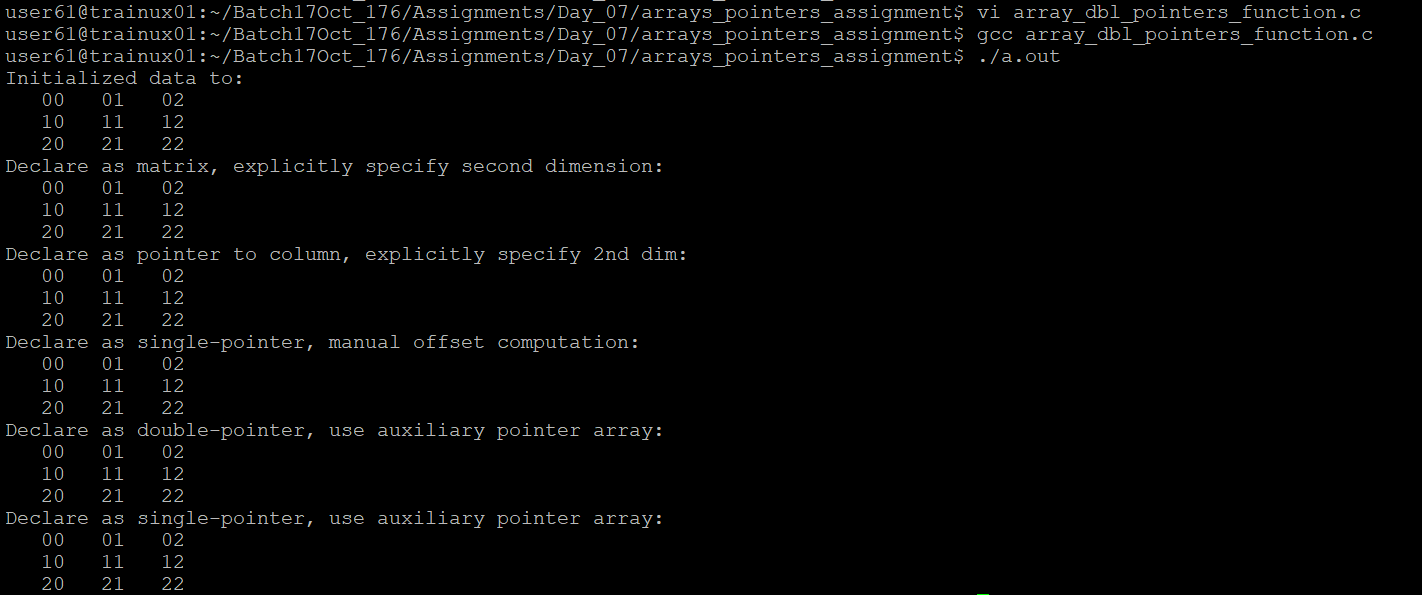 user61@trainux01:~/Batch17Oct_176/Assignments/Day_07/arrays_pointers_assignment$ vi array_dbl_pointers_function.c
user61@trainux01:~/Batch17Oct_176/Assignments/Day_07/arrays_pointers_assignment$ gcc array_dbl_pointers_function.c
user61@trainux01:~/Batch17Oct_176/Assignments/Day_07/arrays_pointers_assignment$ ./a.out
Initialized data to:
   00   01   02
   10   11   12
   20   21   22
Declare as matrix, explicitly specify second dimension:
   00   01   02
   10   11   12
   20   21   22
Declare as pointer to column, explicitly specify 2nd dim:
   00   01   02
   10   11   12
   20   21   22
Declare as single-pointer, manual offset computation:
   00   01   02
   10   11   12
   20   21   22
Declare as double-pointer, use auxiliary pointer array:
   00   01   02
   10   11   12
   20   21   22
Declare as single-pointer, use auxiliary pointer array:
   00   01   02
   10   11   12
   20   21   22